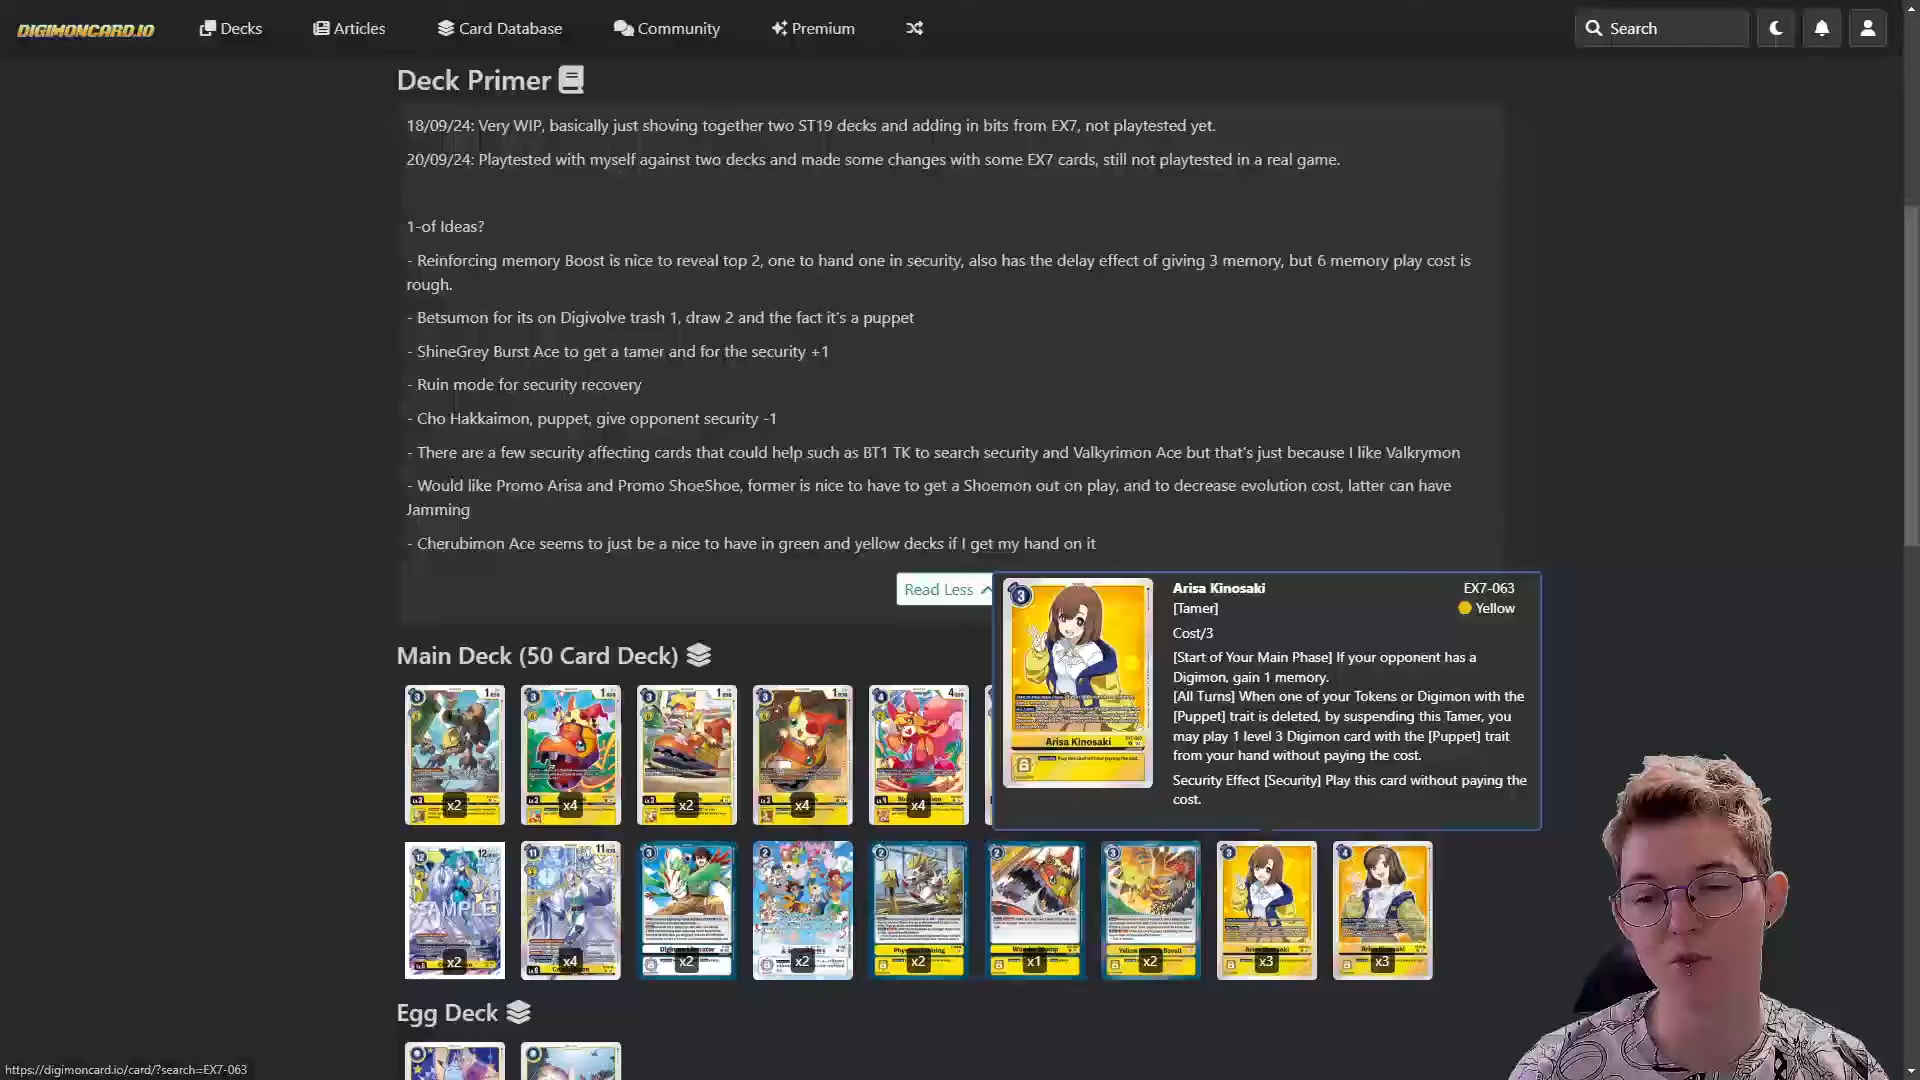 DIGIMONCARD.IO
Decks
Articles
Card Database
Community
Premium
Search
Deck Primer
18/09/24: Very WIP, basically just shoving together two ST19 decks and adding in bits from EX7, not playtested yet.
20/09/24: Playtested with myself against two decks and made some changes with some EX7 cards, still not playtested in a real game.
1-of Ideas?
- Reinforcing memory Boost is nice to reveal top 2, one to hand one in security, also has the delay effect of giving 3 memory, but 6 memory play cost is
rough.
- Betsumon for its on Digivolve trash 1, draw 2 and the fact it's a puppet
- ShineGrey Burst Ace to get a tamer and for the security +1
- Ruin mode for security recovery
- Cho Hakkaimon, puppet, give opponent security -1
- There are a few security affecting cards that could help such as BT1 TK to search security and Valkyrimon Ace but that's just because I like Valkrymon
- Would like Promo Arisa and Promo ShoeShoe, former is nice to have to get a Shoemon out on play, and to decrease evolution cost, latter can have
Jamming
- Cherubimon Ace seems to just be a nice to have in green and yellow decks if I get my hand on it
Read Less
3
Arisa Kinosaki
Arisa Kinosaki
EX7-063
[Tamer]
Yellow
Cost/3
[Start of Your Main Phase] If your opponent has a
Digimon, gain 1 memory.
[All Turns] When one of your Tokens or Digimon with the
[Puppet] trait is deleted, by suspending this Tamer, you
may play 1 level 3 Digimon card with the [Puppet] trait
from your hand without paying the
cost.
Security Effect [Security] Play this card without paying the
cost.
Main Deck (50 Card Deck)
x2
x4
x2
x4
x4
SAMPLE
x2
x4
x2
x2
x2
x1
x2
x3
x3
Egg Deck
https://digimoncard.io/card/?search=EX7-063